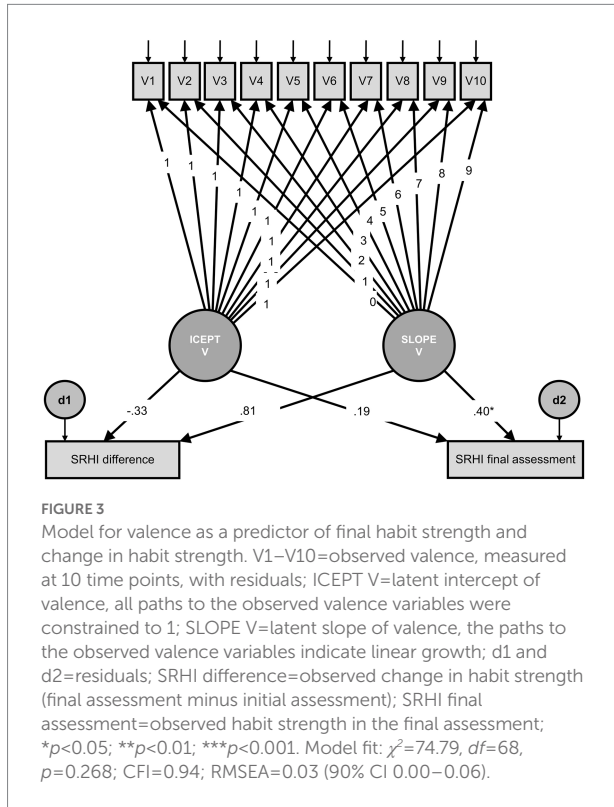 V1 V2 V3 V4 V5 V6 V7 V8 V9 V10
1 1 1 1 1 1 1 1 1
0 1 2 3 4 5 6 7 8 9
ICEPT
V
SLOPE
V
d1
d2
-.33
.81
.19
.40*
SRHI difference
SRHI final assessment
FIGURE 3
Model for valence as a predictor of final habit strength and
change in habit strength. V1–V10=observed valence, measured
at 10 time points, with residuals; ICEPT V=latent intercept of
valence, all paths to the observed valence variables were
constrained to 1; SLOPE V=latent slope of valence, the paths to
the observed valence variables indicate linear growth; d1 and
d2=residuals; SRHI difference=observed change in habit strength
(final assessment minus initial assessment); SRHI final
assessment=observed habit strength in the final assessment;
*p<0.05; **p<0.01; ***p<0.001. Model fit: χ²=74.79, df=68,
p=0.268; CFI=0.94; RMSEA=0.03 (90% CI 0.00–0.06).